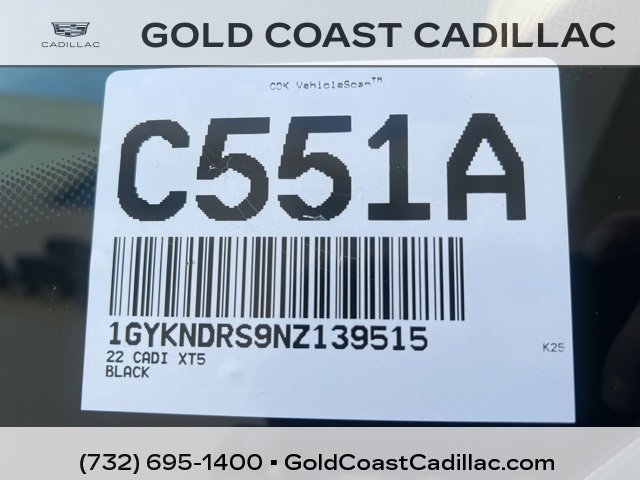 CADILLAC
GOLD COAST CADILLAC
CDK VehicleScan™
C551A
1GYKNDRS9NZ139515
22 CADI XT5
K25
BLACK
(732) 695-1400 ▪ GoldCoastCadillac.com